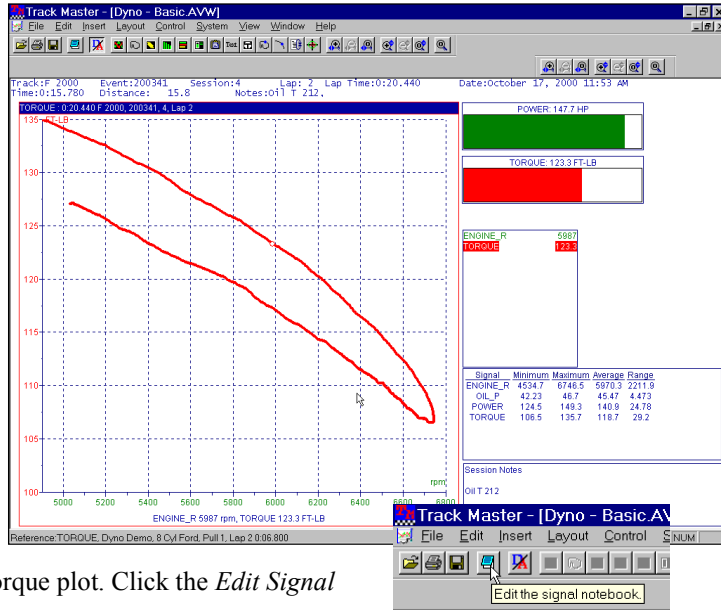 Track Master - [Dyno - Basic.AVW]
File Edit Insert Layout Control System View Window Help
Text
Track:F 2000 Event:200341 Session:4 Lap: 2 Lap Time:0:20.440 Date:October 17, 2000 11:53 AM
Time:0:15.780 Distance: 15.8 Notes:Oil T 212,
TORQUE : 0:20.440 F 2000, 200341, 4, Lap 2
POWER: 147.7 HP
TORQUE: 123.3 FT-LB
135
FT-LB
130
125
120
115
110
105
100
ENGINE_R 5987
TORQUE 123.3
Signal Minimum Maximum Average Range
ENGINE_R 4534.7 6746.5 5970.3 2211.9
OIL_P 42.23 46.7 45.47 4.473
POWER 124.5 149.3 140.9 24.78
TORQUE 106.5 135.7 118.7 29.2
Session Notes
Oil T 212
rpm
5000 5200 5400 5600 5800 6000 6200 6400 6600 6800
ENGINE_R 5987 rpm, TORQUE 123.3 FT-LB
Reference:TORQUE, Dyno Demo, 8 Cyl Ford, Pull 1, Lap 2 0:06.800
NUM
Track Master - [Dyno - Basic.AV
File Edit Insert Layout Control S
Edit the signal notebook.
orque plot. Click the Edit Signal